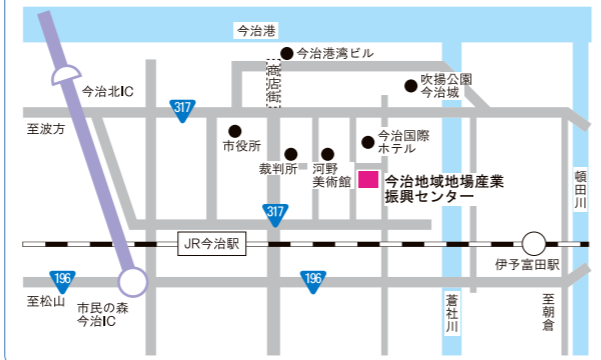 今治港
今治港湾ビル
商店街
吹揚公園
今治城
今治北IC
317
至波方
市役所
今治国際
ホテル
裁判所
河野
美術館
今治地域地場産業
振興センター
頓田川
317
JR今治駅
伊予富田駅
196
196
至松山
市民の森
今治IC
蒼社川
至朝倉